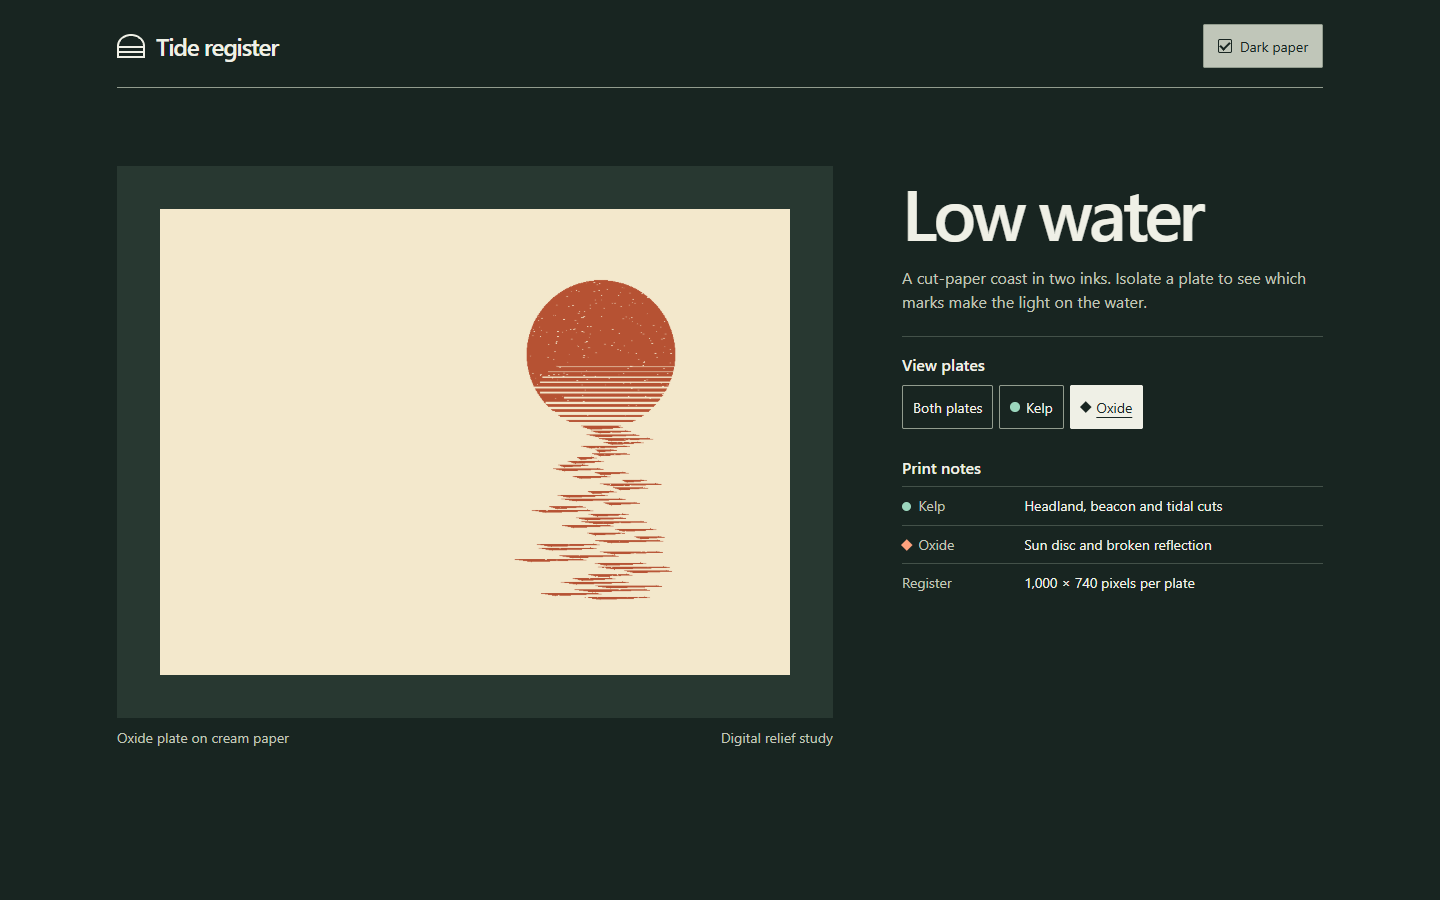 Tide register
Dark paper
Low water
A cut-paper coast in two inks. Isolate a plate to see which
marks make the light on the water.
View plates
Both plates
Kelp
Oxide
Print notes
Kelp
Headland, beacon and tidal cuts
Oxide
Sun disc and broken reflection
Register
1,000 × 740 pixels per plate
Oxide plate on cream paper
Digital relief study